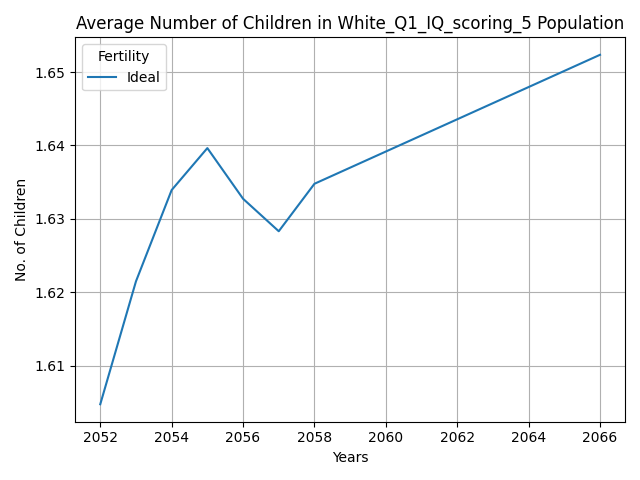 Average Number of Children in White_Q1_IQ_scoring_5 Population
Fertility
Ideal
No. of Children
1.65
1.64
1.63
1.62
1.61
2052 2054 2056 2058 2060 2062 2064 2066
Years